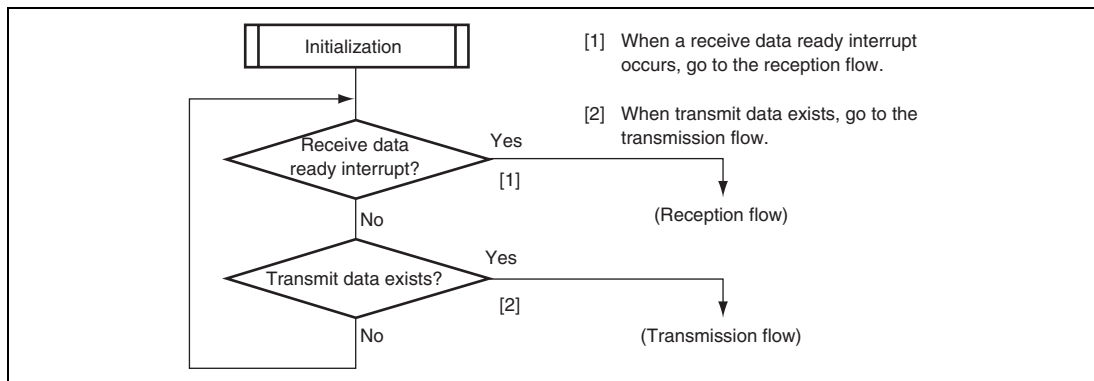 Initialization
[1] When a receive data ready interrupt
occurs, go to the reception flow.
[2] When transmit data exists, go to the
transmission flow.
Receive data
ready interrupt?
Yes
[1]
(Reception flow)
No
Transmit data exists?
Yes
[2]
(Transmission flow)
No